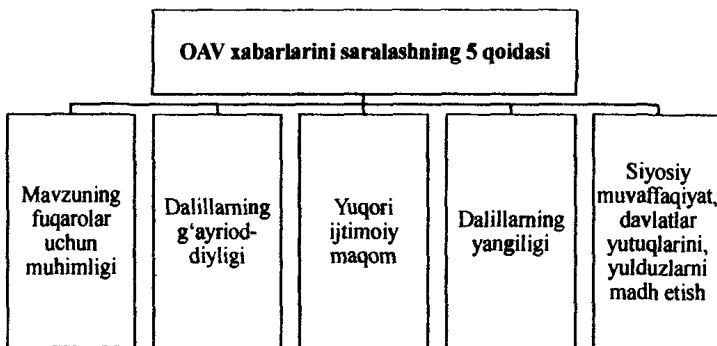 OAV xabarlarini saralashning 5 qoidasi
Mavzuning
fuqarolar
uchun
muhimligi
Dalillarning
g‘ayriod-
diyligi
Yuqori
ijtimoiy
maqom
Dalillarning
yangiligi
Siyosiy
muvaffaqiyat,
davlatlar
yutuqlarini,
yulduzlarni
madh etish